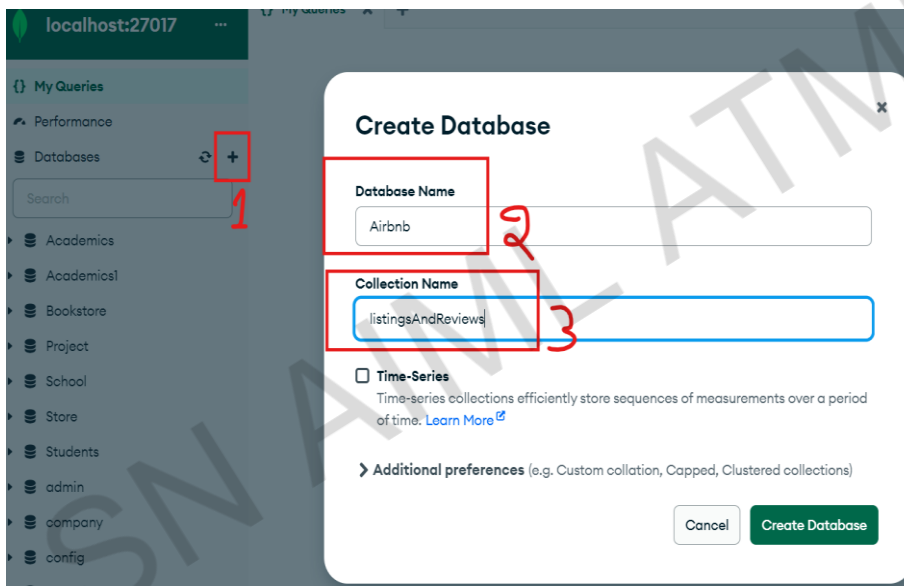 localhost:27017 ...
{} My Queries
+
{} My Queries
Performance
Databases
+
1
Search
Academics
Academics1
Bookstore
Project
School
Store
Students
admin
company
config
Create Database
Database Name
Airbnb
2
Collection Name
listingsAndReviews
3
Time-Series
Time-series collections efficiently store sequences of measurements over a period
of time. Learn More
Additional preferences (e.g. Custom collation, Capped, Clustered collections)
Cancel
Create Database
SN AIML ATM